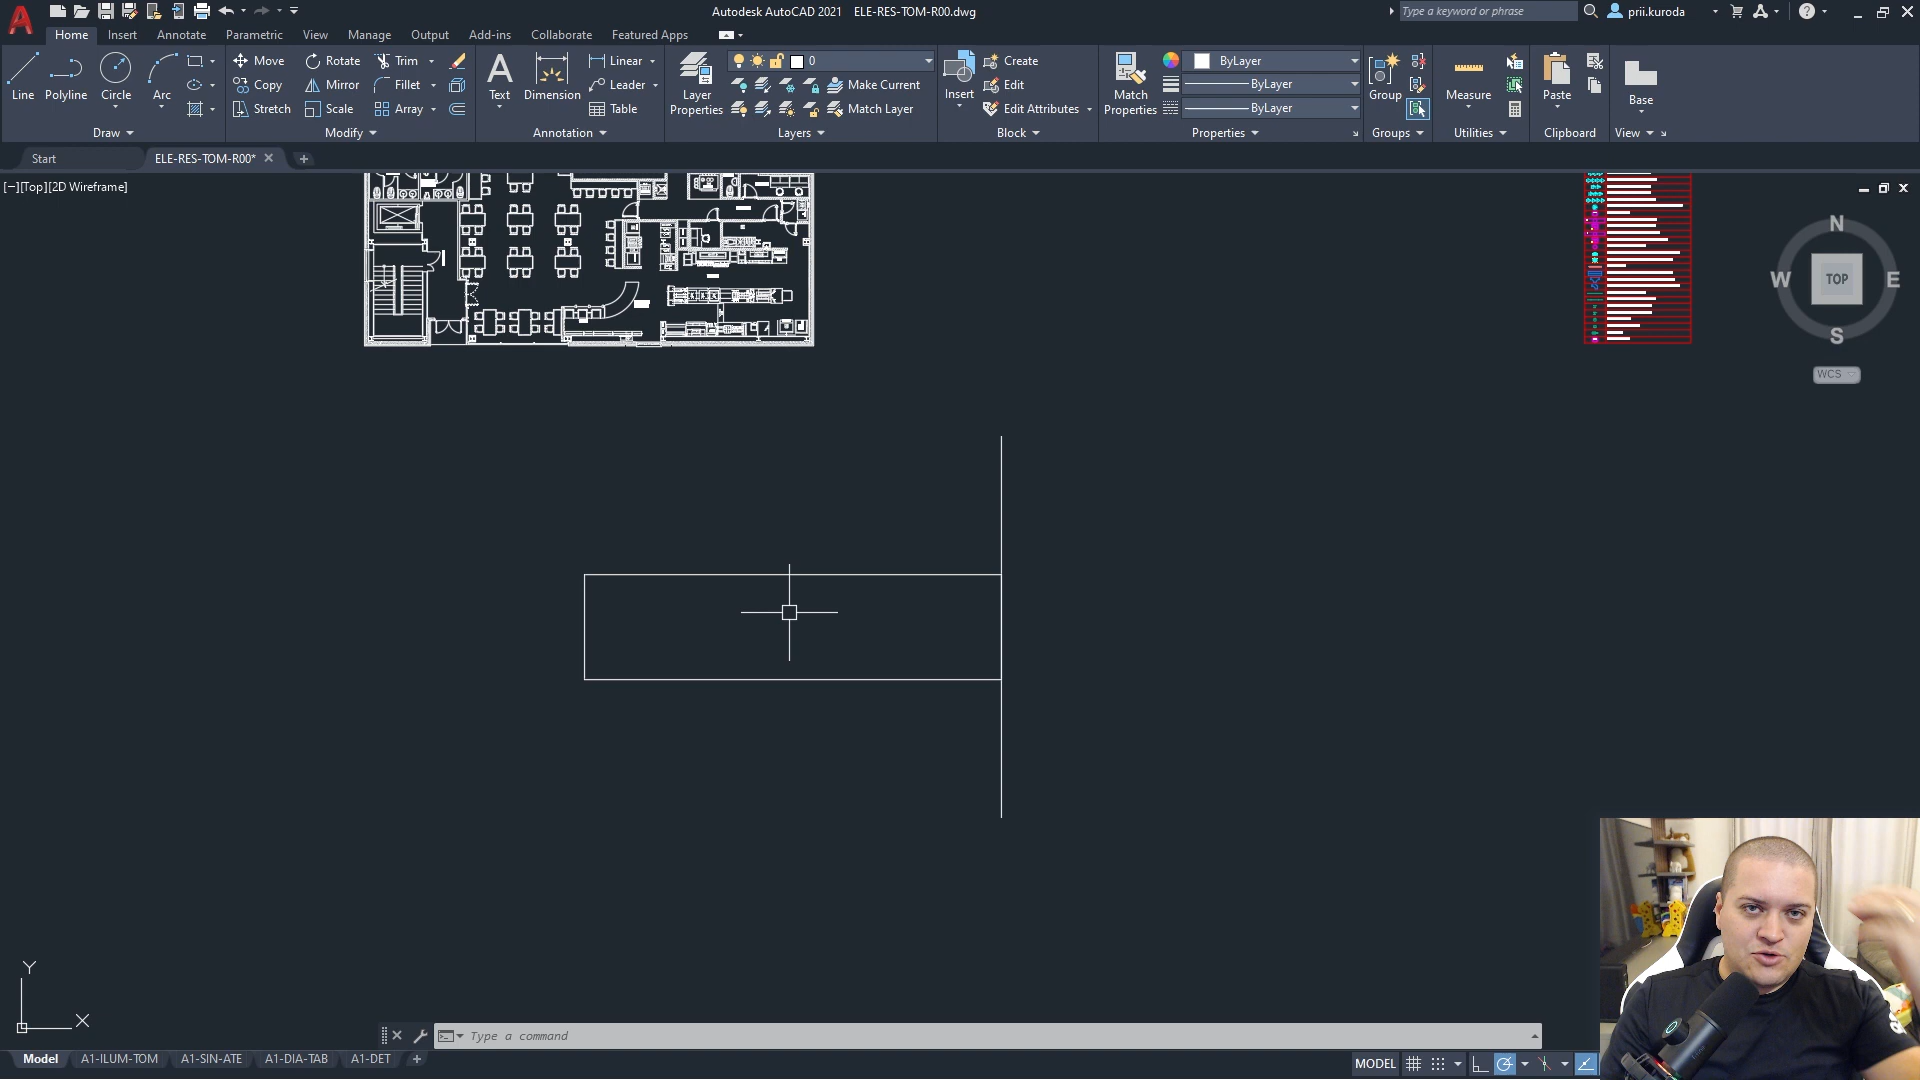 Autodesk AutoCAD 2021 ELE-RES-TOM-R00.dwg
Type a keyword or phrase
prii.kuroda
Home Insert Annotate Parametric View Manage Output Add-ins Collaborate Featured Apps
Line Polyline Circle Arc
Move Rotate Trim
Copy Mirror Fillet
Stretch Scale Array
Text Dimension
Linear
Leader
Table
Layer Properties
0
Make Current
Match Layer
Insert
Create
Edit
Edit Attributes
Match Properties
ByLayer
ByLayer
ByLayer
Group
Measure
Paste
Base
Draw Modify Annotation Layers Block Properties Groups Utilities Clipboard View
Start ELE-RES-TOM-R00*
[−][Top][2D Wireframe]
N
W TOP E
S
WCS
Y
X
Type a command
Model A1-ILUM-TOM A1-SIN-ATE A1-DIA-TAB A1-DET
MODEL